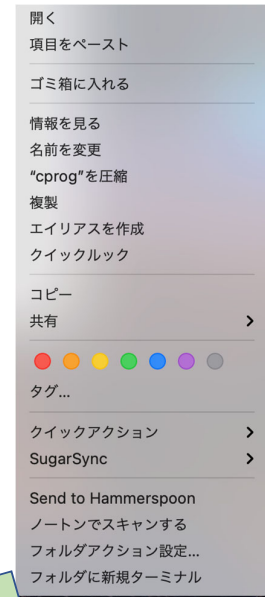 開く
項目をペースト
ゴミ箱に入れる
情報を見る
名前を変更
“cprog”を圧縮
複製
エイリアスを作成
クイックルック
コピー
共有
タグ...
クイックアクション
SugarSync
Send to Hammerspoon
ノートンでスキャンする
フォルダアクション設定...
フォルダに新規ターミナル